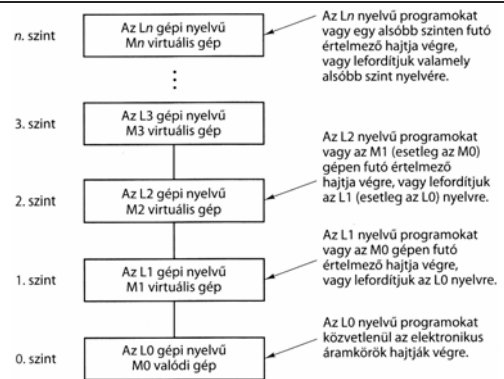 n. szint
Az Ln gépi nyelvű
Mn virtuális gép
Az Ln nyelvű programokat
vagy egy alsóbb szinten futó
értelmező hajtja végre,
vagy lefordítjuk valamely
alsóbb szint nyelvére.
3. szint
Az L3 gépi nyelvű
M3 virtuális gép
2. szint
Az L2 gépi nyelvű
M2 virtuális gép
Az L2 nyelvű programokat
vagy az M1 (esetleg az M0)
gépen futó értelmező
hajtja végre, vagy lefordítjuk
az L1 (esetleg az L0) nyelvre.
1. szint
Az L1 gépi nyelvű
M1 virtuális gép
Az L1 nyelvű programokat
vagy az M0 gépen futó
értelmező hajtja végre,
vagy lefordítjuk az L0 nyelvre.
0. szint
Az L0 gépi nyelvű
M0 valódi gép
Az L0 nyelvű programokat
közvetlenül az elektronikus
áramkörök hajtják végre.